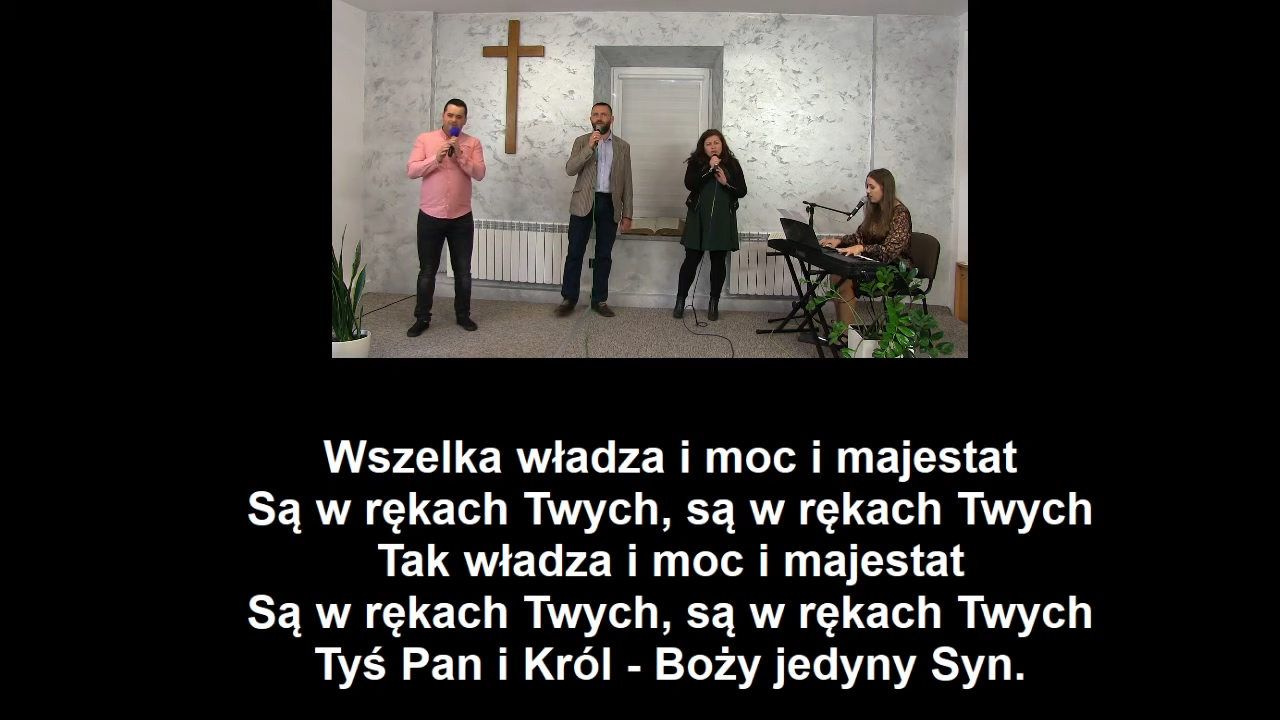 Wszelka władza i moc i majestat
Są w rękach Twych, są w rękach Twych
Tak władza i moc i majestat
Są w rękach Twych, są w rękach Twych
Tyś Pan i Król - Boży jedyny Syn.